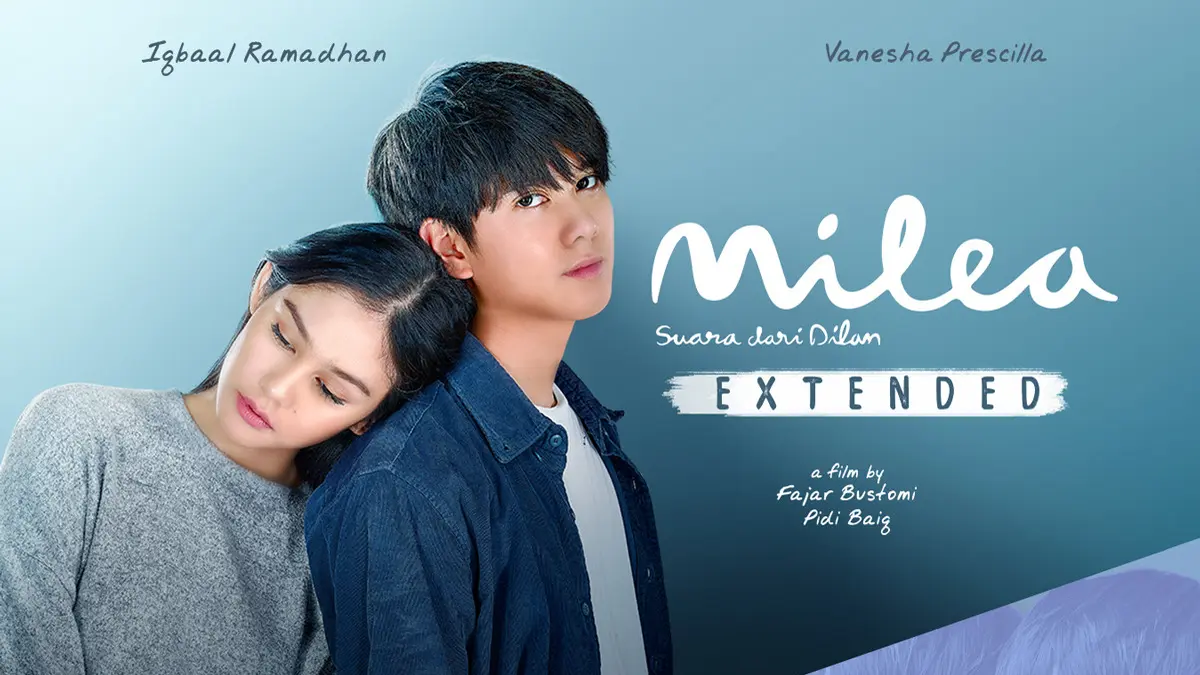 Iqbaal Ramadhan
Vanesha Prescilla
Milea
Suara dari Dilan
EXTENDED
a film by
Fajar Bustomi
Pidi Baiq